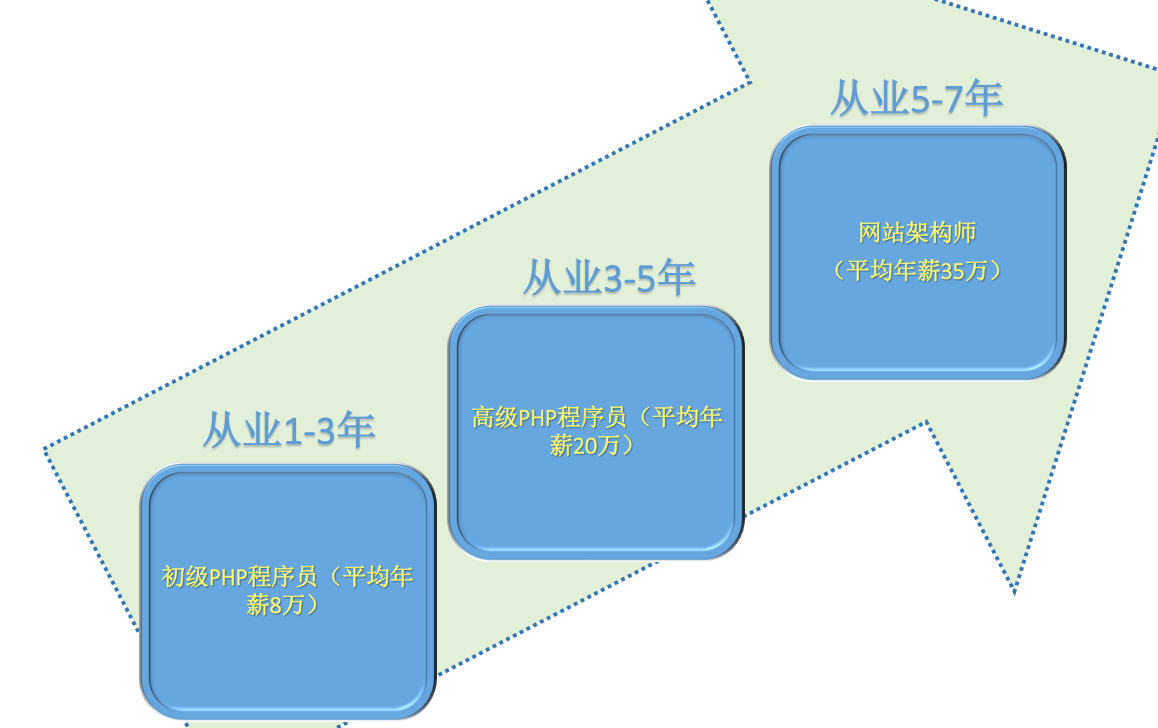 从业5-7年
网站架构师
（平均年薪35万）
从业3-5年
高级PHP程序员（平均年
薪20万）
从业1-3年
初级PHP程序员（平均年
薪8万）